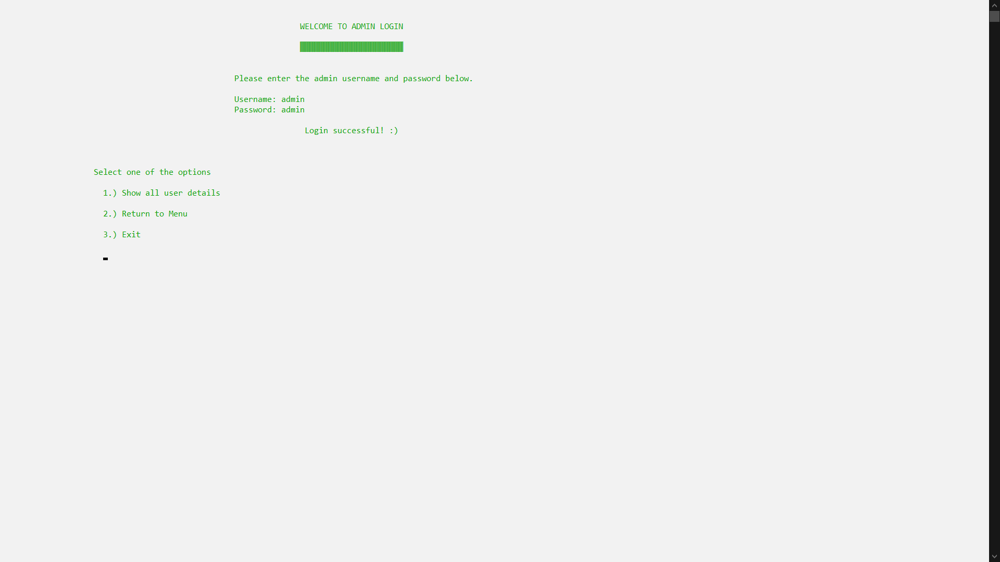 WELCOME TO ADMIN LOGIN
Please enter the admin username and password below.
Username: admin
Password: admin
Login successful! :)
Select one of the options
1.) Show all user details
2.) Return to Menu
3.) Exit